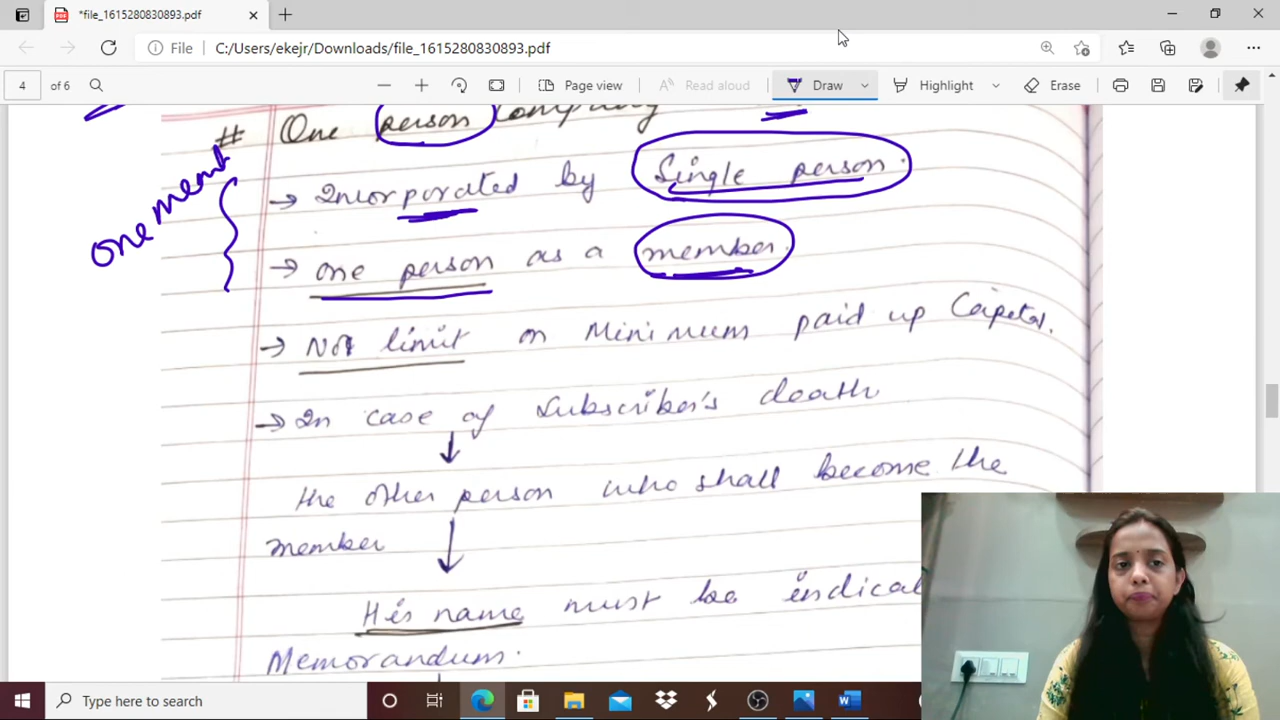 *file_1615280830893.pdf
File
C:/Users/ekejr/Downloads/file_1615280830893.pdf
4 of 6
Page view
Read aloud
Draw
Highlight
Erase
# One person Company
→ Incorporated by Single person.
one
→ one person as a member.
→ Not limit on Minimum paid up Capital.
→ In case of Subscriber's death
↓
the other person who shall become the
member
↓
His name must be
Memorandum.
Type here to search